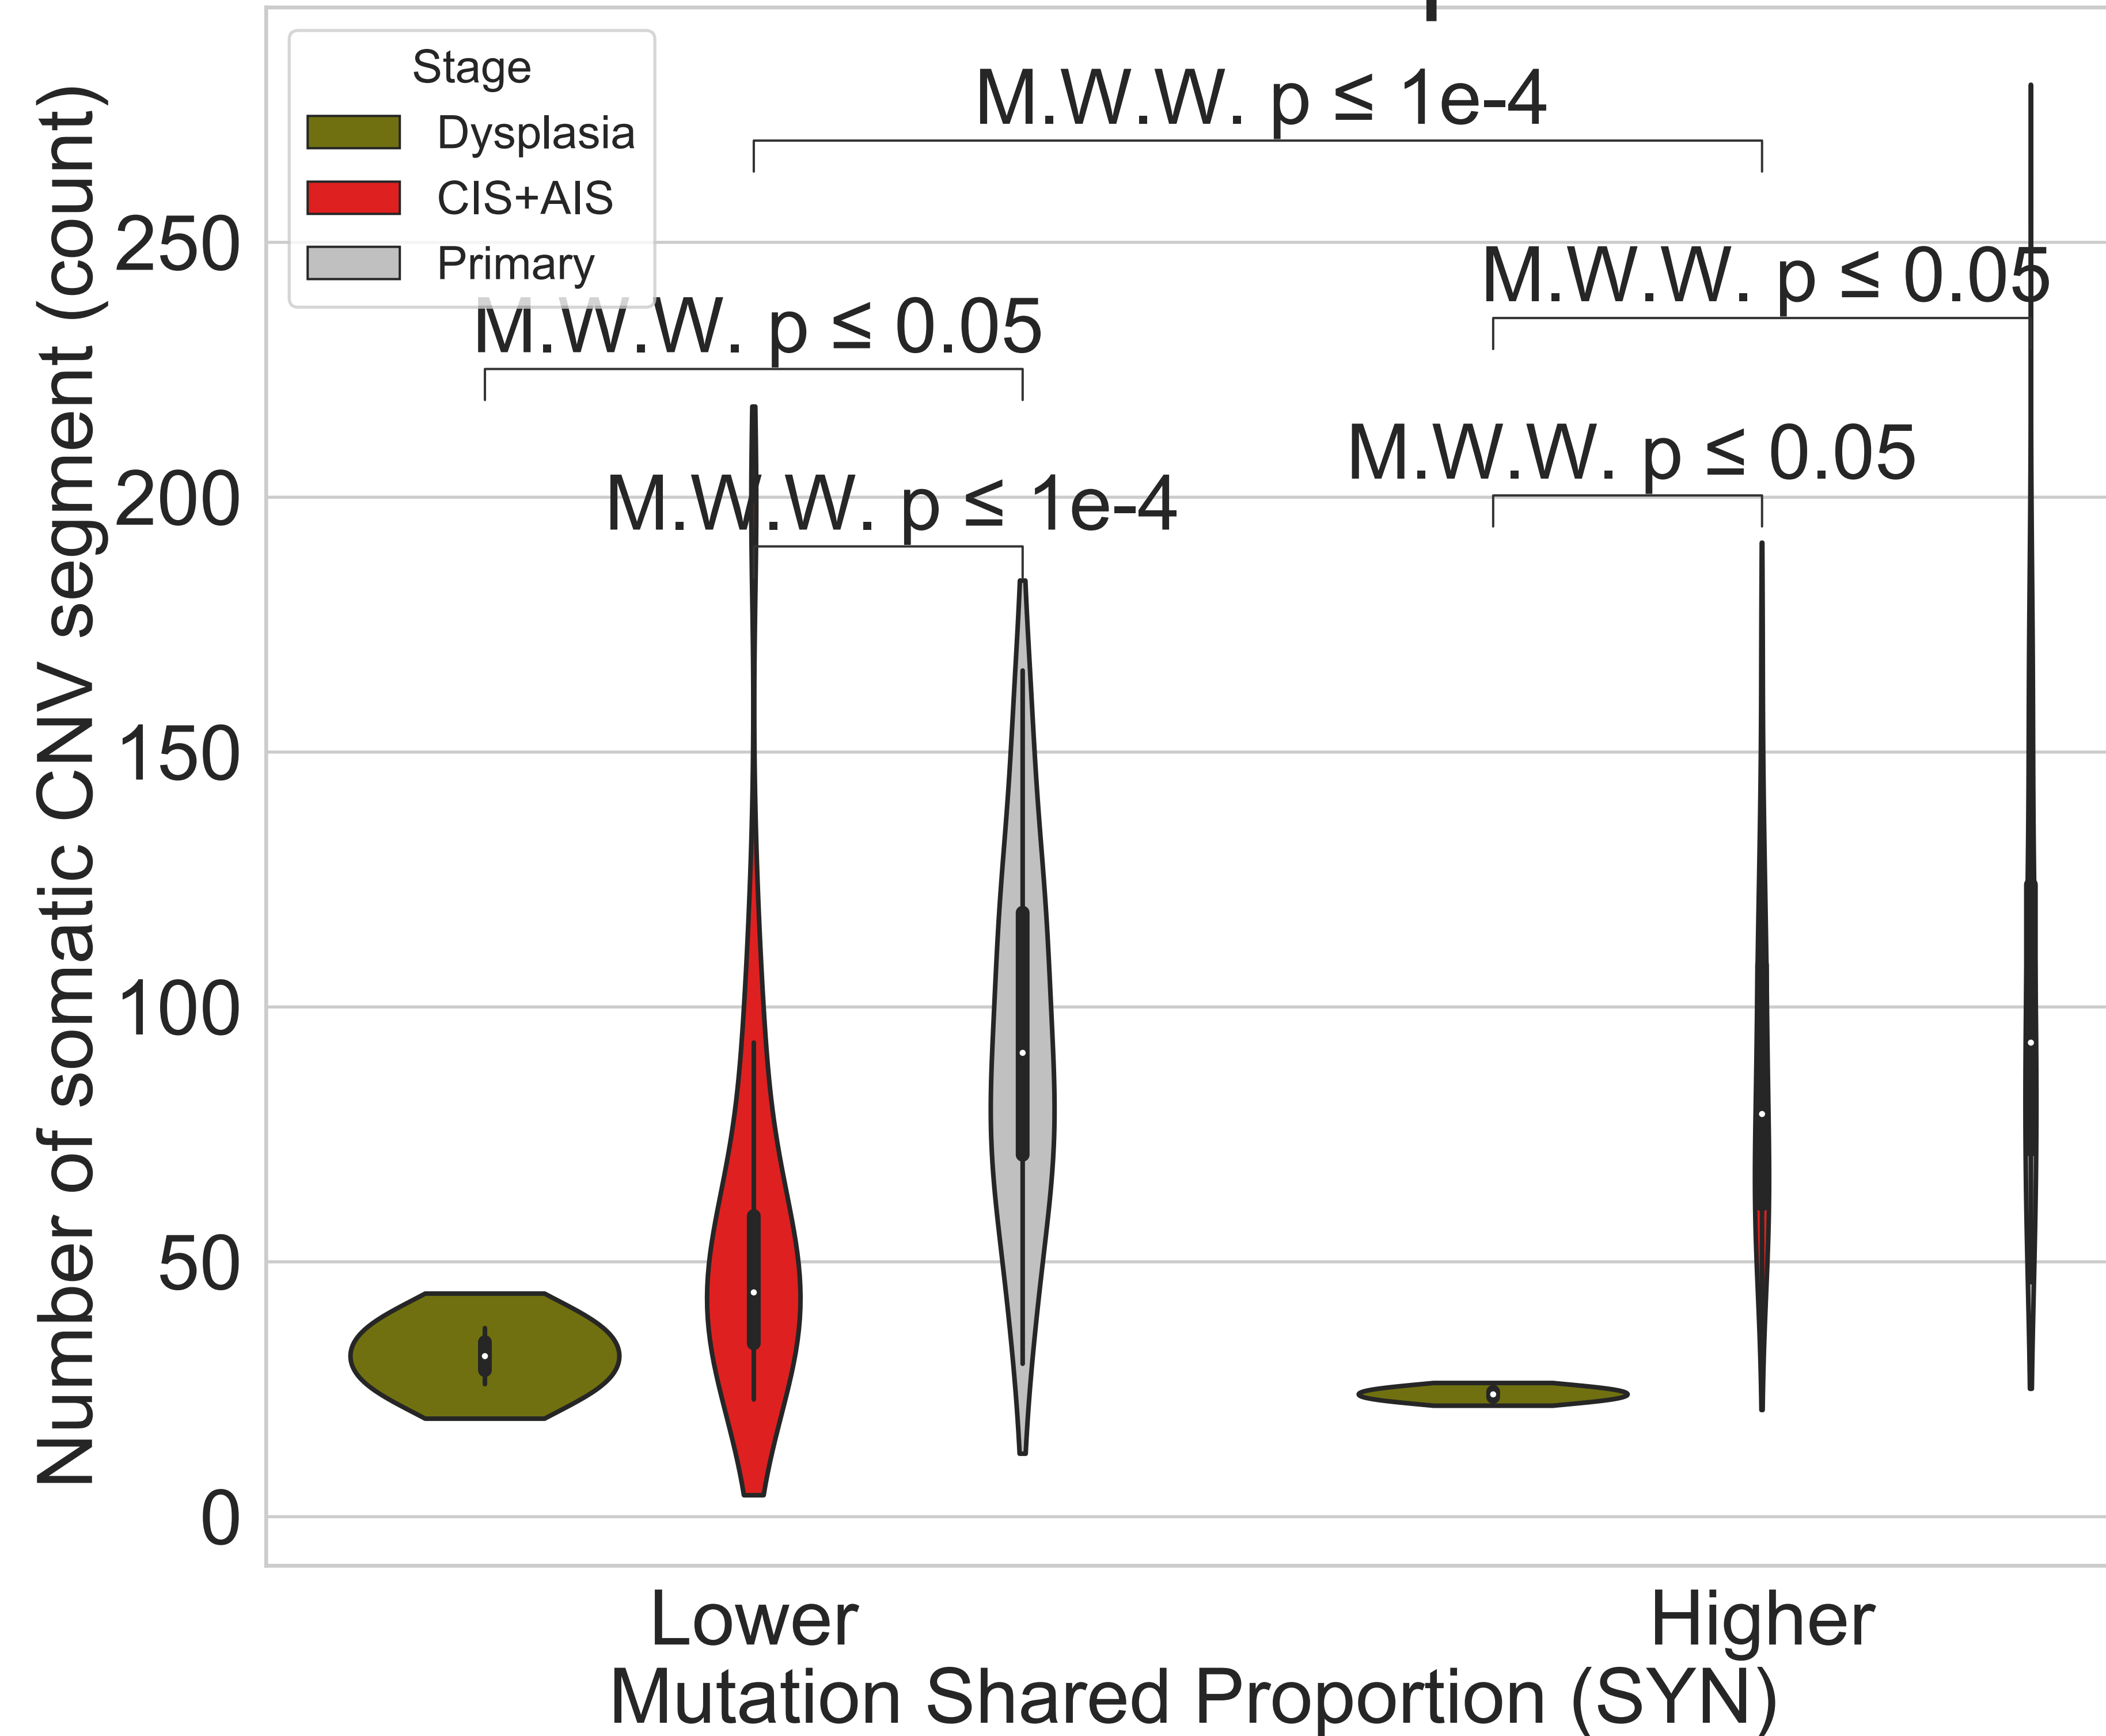 Stage
Dysplasia
CIS+AIS
Primary
M.W.W. p ≤ 1e-4
M.W.W. p ≤ 0.05
M.W.W. p ≤ 0.05
M.W.W. p ≤ 0.05
M.W.W. p ≤ 1e-4
Number of somatic CNV segment (count)
250
200
150
100
50
0
Lower
Higher
Mutation Shared Proportion (SYN)